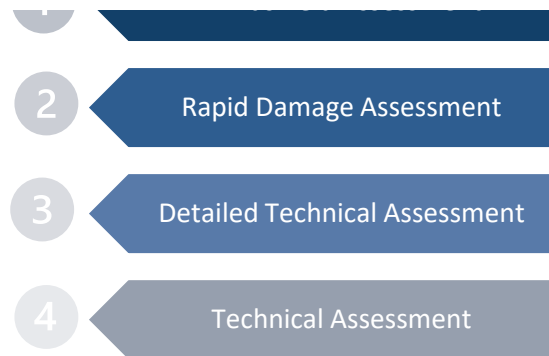 2
Rapid Damage Assessment
3
Detailed Technical Assessment
4
Technical Assessment